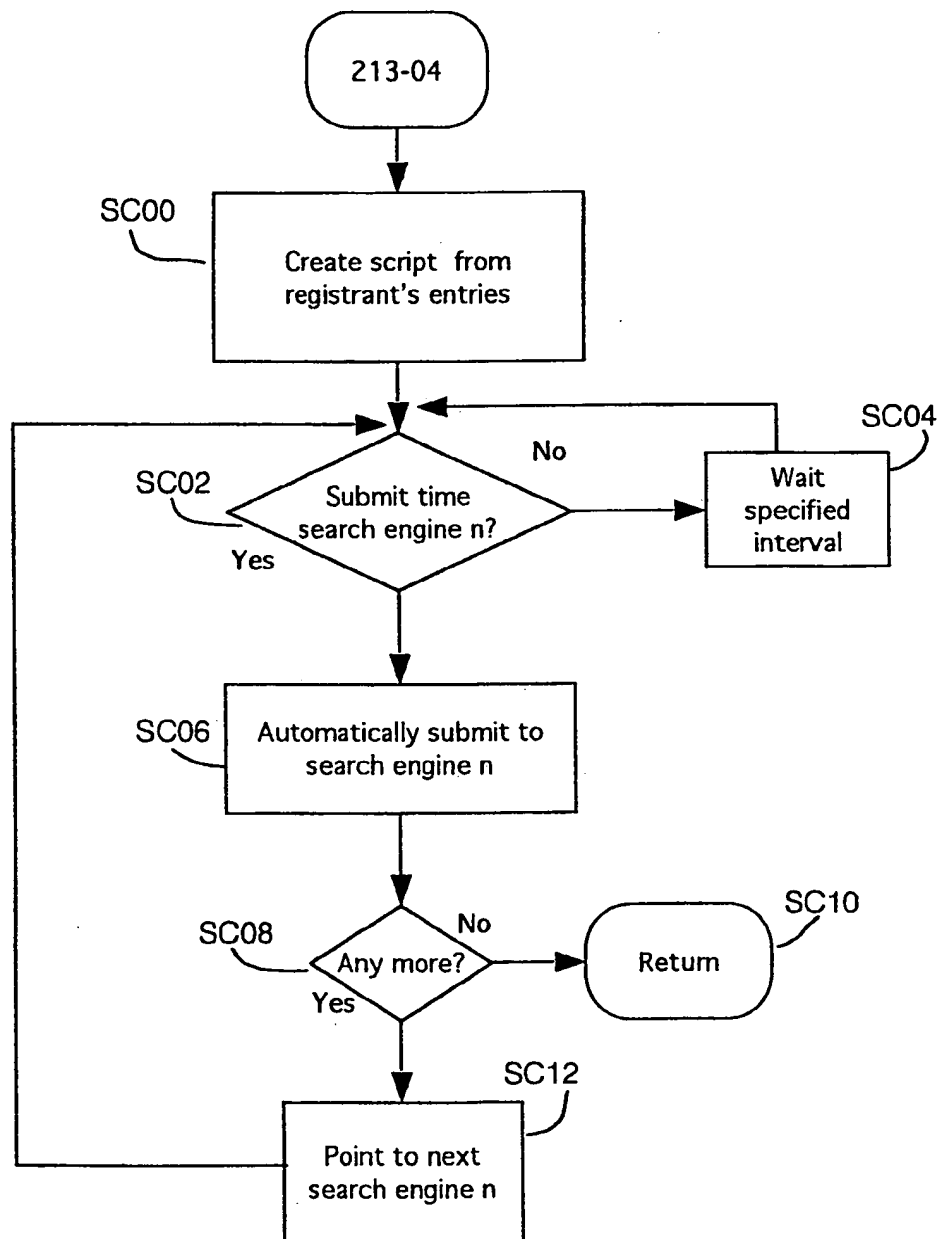 213-04
SC00
Create script from
registrant's entries
SC04
No
Wait
specified
interval
SC02
Submit time
search engine n?
Yes
SC06
Automatically submit to
search engine n
SC08
No
SC10
Any more?
Return
Yes
SC12
Point to next
search engine n